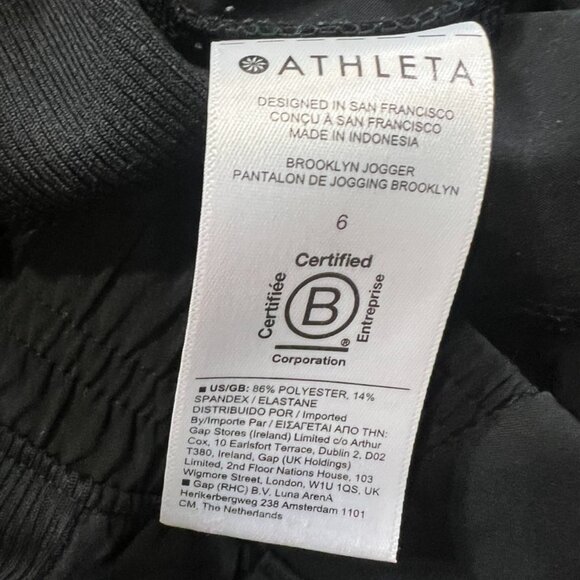 ATHLETA
DESIGNED IN SAN FRANCISCO
CONÇU À SAN FRANCISCO
MADE IN INDONESIA
BROOKLYN JOGGER
PANTALON DE JOGGING BROOKLYN
6
Certified
Certifiée
B
Entreprise
®
Corporation
US/GB: 86% POLYESTER, 14%
SPANDEX / ELASTANE
DISTRIBUIDO POR / Imported
By/Importe Par / ΕΙΣΑΓΕΤΑΙ ΑΠΟ ΤΗΝ:
Gap Stores (Ireland) Limited c/o Arthur
Cox, 10 Earlsfort Terrace, Dublin 2, D02
T380, Ireland, Gap (UK Holdings)
Limited, 2nd Floor Nations House, 103
Wigmore Street, London, W1U 1QS, UK
Gap (RHC) B.V. Luna ArenA
Herikerbergweg 238 Amsterdam 1101
CM, The Netherlands